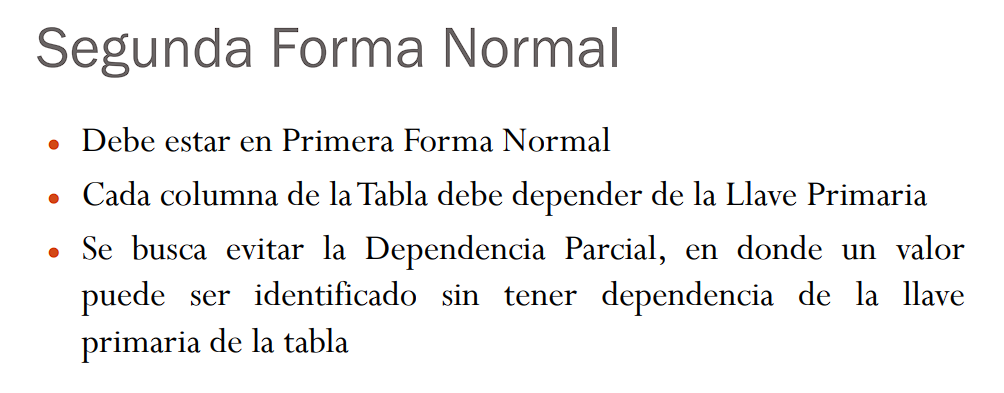 Segunda Forma Normal
• Debe estar en Primera Forma Normal
• Cada columna de la Tabla debe depender de la Llave Primaria
• Se busca evitar la Dependencia Parcial, en donde un valor
puede ser identificado sin tener dependencia de la llave
primaria de la tabla